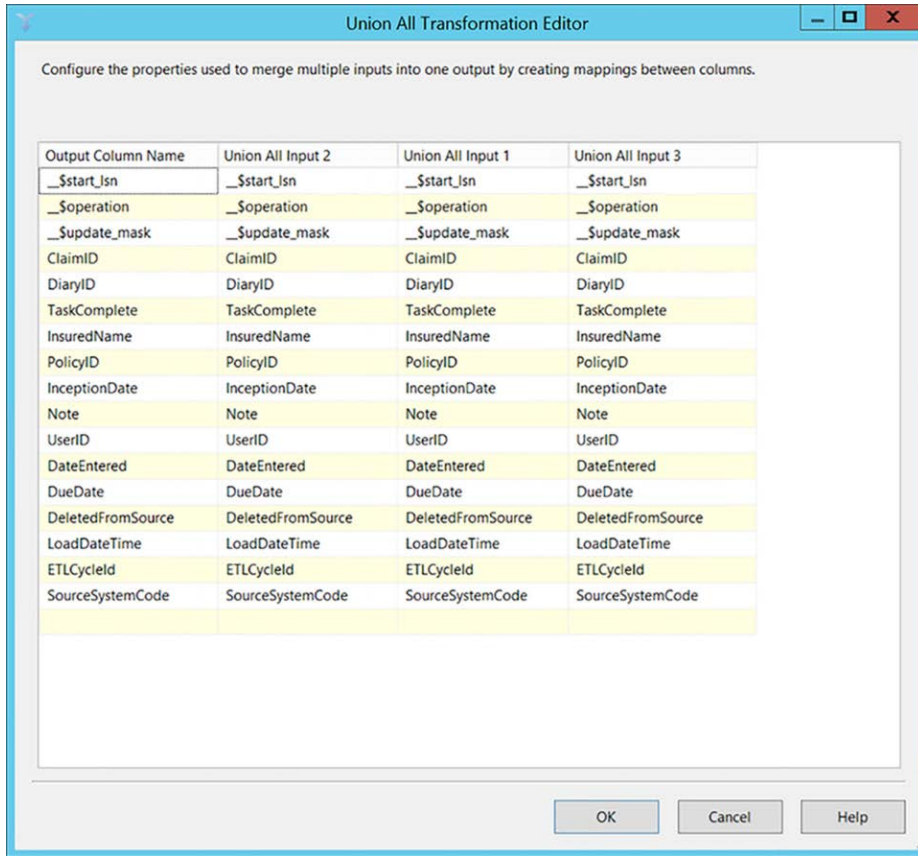 Union All Transformation Editor
Configure the properties used to merge multiple inputs into one output by creating mappings between columns.
Output Column Name Union All Input 2 Union All Input 1 Union All Input 3
__$start_lsn __$start_lsn __$start_lsn __$start_lsn
__$operation __$operation __$operation __$operation
__$update_mask __$update_mask __$update_mask __$update_mask
ClaimID ClaimID ClaimID ClaimID
DiaryID DiaryID DiaryID DiaryID
TaskComplete TaskComplete TaskComplete TaskComplete
InsuredName InsuredName InsuredName InsuredName
PolicyID PolicyID PolicyID PolicyID
InceptionDate InceptionDate InceptionDate InceptionDate
Note Note Note Note
UserID UserID UserID UserID
DateEntered DateEntered DateEntered DateEntered
DueDate DueDate DueDate DueDate
DeletedFromSource DeletedFromSource DeletedFromSource DeletedFromSource
LoadDateTime LoadDateTime LoadDateTime LoadDateTime
ETLCycleId ETLCycleId ETLCycleId ETLCycleId
SourceSystemCode SourceSystemCode SourceSystemCode SourceSystemCode
OK Cancel Help